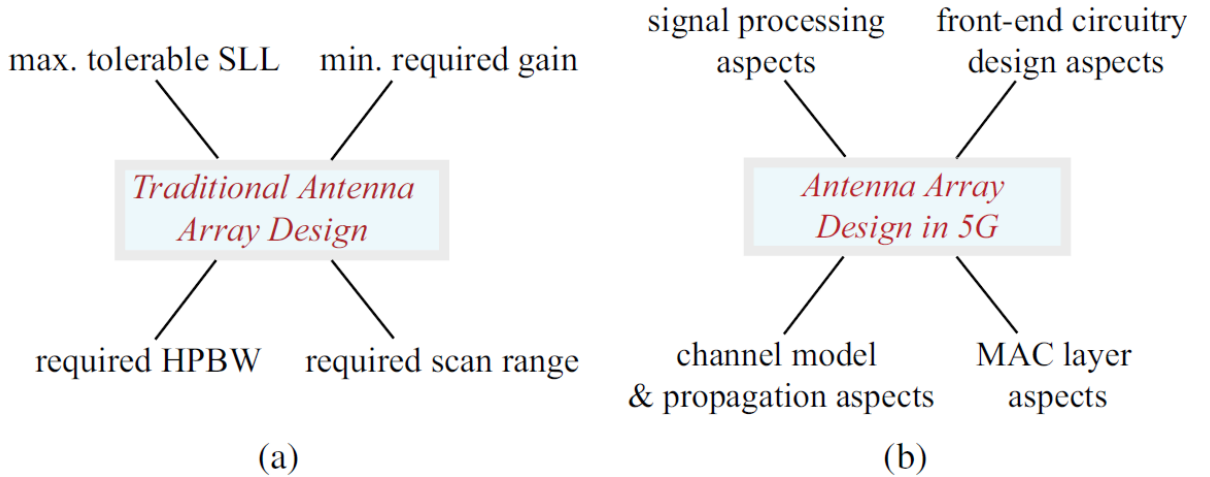 max. tolerable SLL
min. required gain
Traditional Antenna
Array Design
required HPBW
required scan range
(a)
signal processing
aspects
front-end circuitry
design aspects
Antenna Array
Design in 5G
channel model
& propagation aspects
MAC layer
aspects
(b)